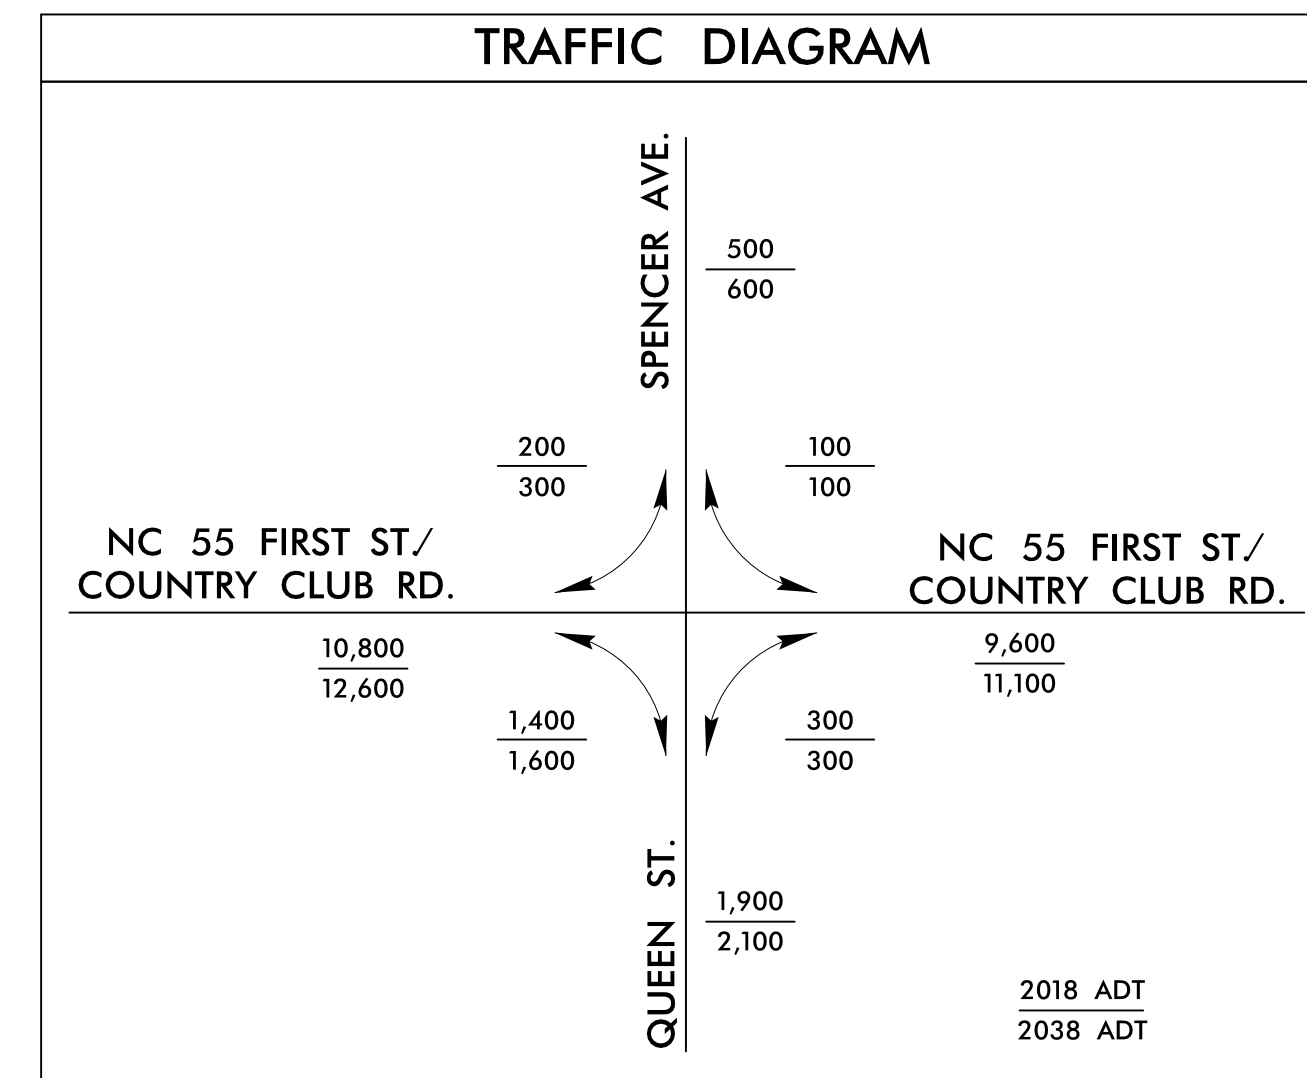 TRAFFIC DIAGRAM
SPENCER AVE.
500
600
200
300
100
100
NC 55 FIRST ST./
COUNTRY CLUB RD.
NC 55 FIRST ST./
COUNTRY CLUB RD.
10,800
12,600
9,600
11,100
1,400
1,600
300
300
QUEEN ST.
1,900
2,100
2018 ADT
2038 ADT